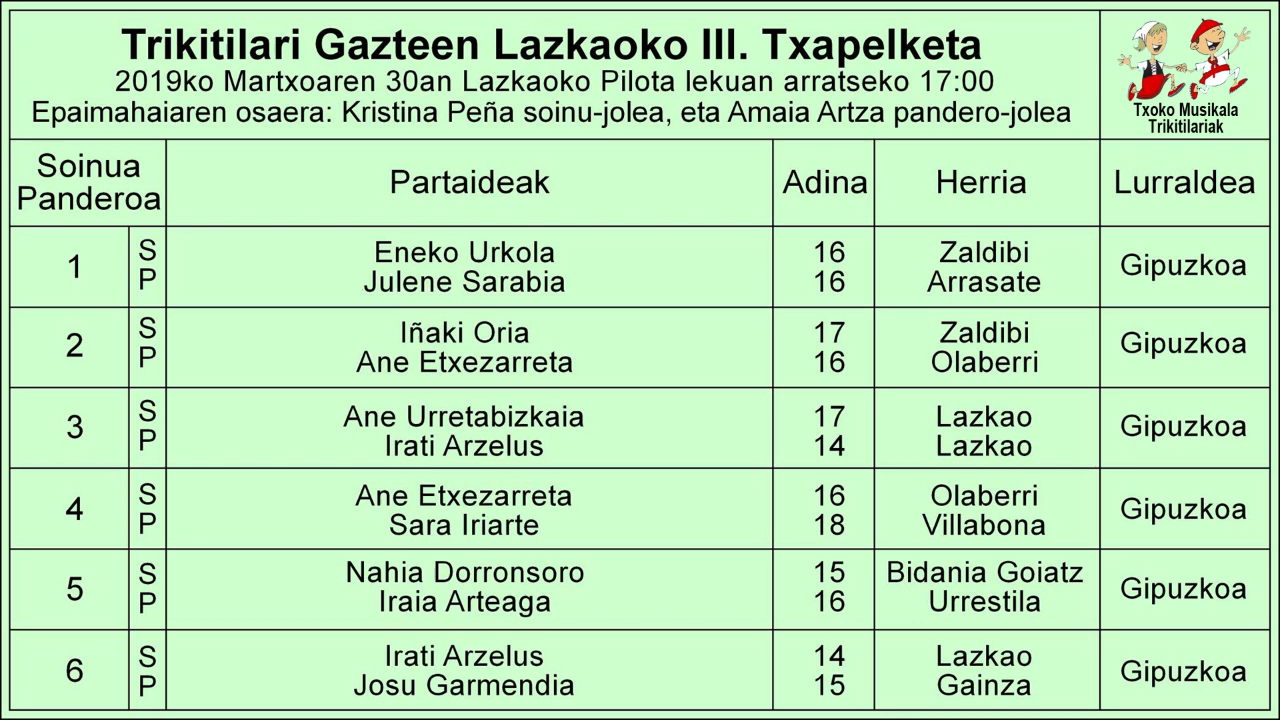 Trikitilari Gazteen Lazkaoko III. Txapelketa
2019ko Martxoaren 30an Lazkaoko Pilota lekuan arratseko 17:00
Epaimahaiaren osaera: Kristina Peña soinu-jolea, eta Amaia Artza pandero-jolea
Txoko Musikala
Trikitilariak
Soinua
Panderoa
Partaideak
Adina
Herria
Lurraldea
1
S Eneko Urkola 16 Zaldibi
P Julene Sarabia 16 Arrasate
Gipuzkoa
2
S Iñaki Oria 17 Zaldibi
P Ane Etxezarreta 16 Olaberri
Gipuzkoa
3
S Ane Urretabizkaia 17 Lazkao
P Irati Arzelus 14 Lazkao
Gipuzkoa
4
S Ane Etxezarreta 16 Olaberri
P Sara Iriarte 18 Villabona
Gipuzkoa
5
S Nahia Dorronsoro 15 Bidania Goiatz
P Iraia Arteaga 16 Urrestila
Gipuzkoa
6
S Irati Arzelus 14 Lazkao
P Josu Garmendia 15 Gainza
Gipuzkoa